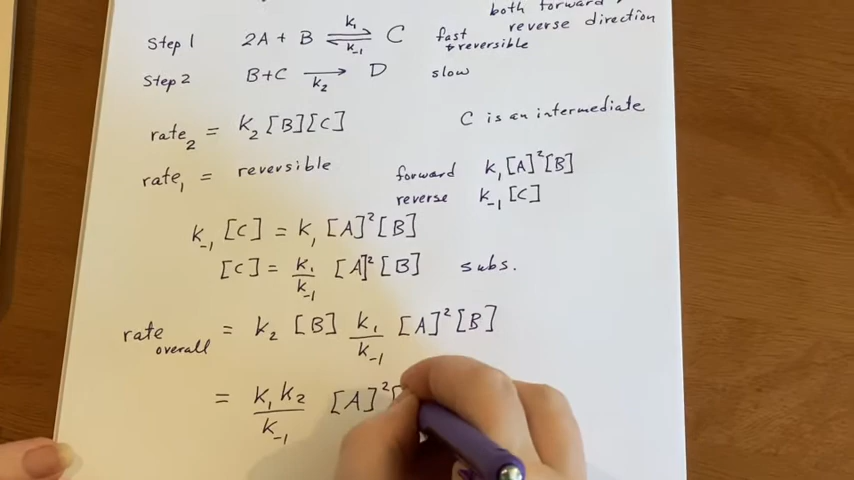 both forward,
reverse direction
Step 1 2A + B ⇌ C fast
k₁
k₋₁
& reversible
Step 2 B+C → D slow
k₂
rate₂ = k₂ [B][C] C is an intermediate
rate₁ = reversible forward k₁[A]²[B]
reverse k₋₁[C]
k₋₁ [C] = k₁ [A]²[B]
[C] = k₁/k₋₁ [A]²[B] subs.
rate overall = k₂ [B] k₁/k₋₁ [A]²[B]
= k₁k₂/k₋₁ [A]²[